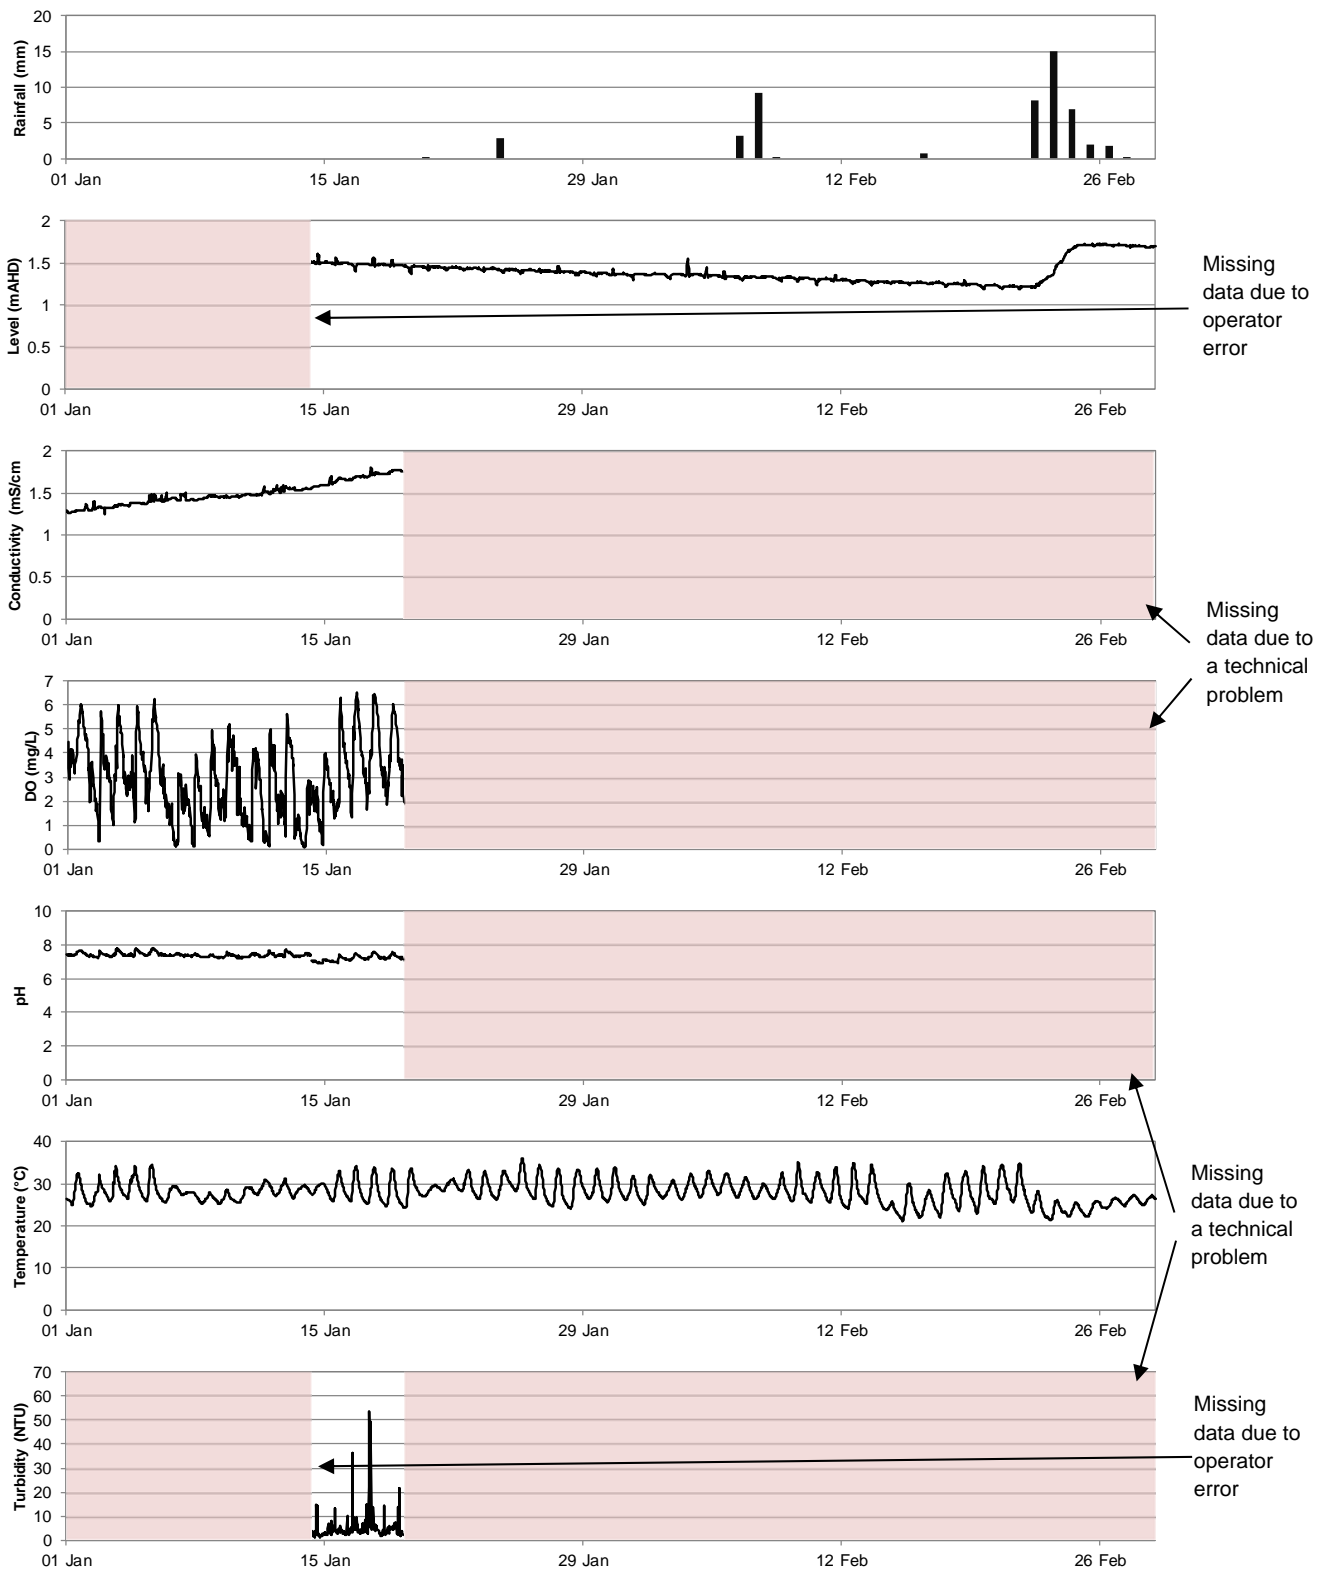 20
15
10
5
0
Rainfall (mm)
01 Jan 15 Jan 29 Jan 12 Feb 26 Feb
2
1.5
1
0.5
0
Level (mAHD)
01 Jan 15 Jan 29 Jan 12 Feb 26 Feb
Missing
data due to
operator
error
2
1.5
1
0.5
0
Conductivity (mS/cm
01 Jan 15 Jan 29 Jan 12 Feb 26 Feb
Missing
data due to
a technical
problem
7
6
5
4
3
2
1
0
DO (mg/L)
01 Jan 15 Jan 29 Jan 12 Feb 26 Feb
10
8
6
4
2
0
pH
01 Jan 15 Jan 29 Jan 12 Feb 26 Feb
40
30
20
10
0
Temperature (°C)
01 Jan 15 Jan 29 Jan 12 Feb 26 Feb
Missing
data due to
a technical
problem
70
60
50
40
30
20
10
0
Turbidity (NTU)
01 Jan 15 Jan 29 Jan 12 Feb 26 Feb
Missing
data due to
operator
error